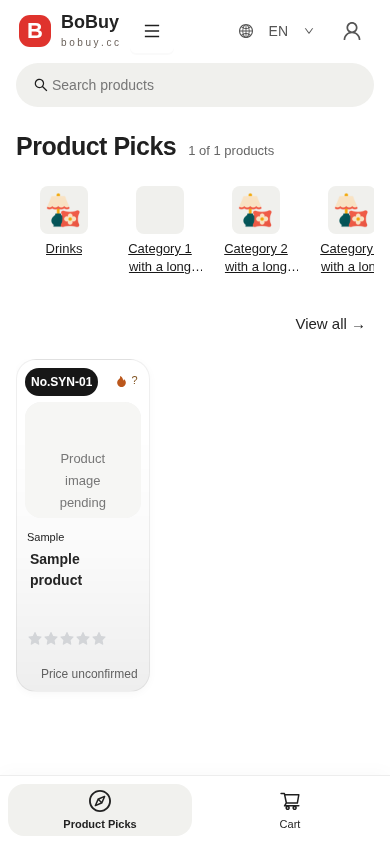 B
BoBuy
bobuy.cc
EN
Search products
Product Picks
1 of 1 products
Drinks
Category 1
with a long…
Category 2
with a long…
Category
with a lon
View all →
No.SYN-01
?
Product
image
pending
Sample
Sample
product
Price unconfirmed
Product Picks
Cart